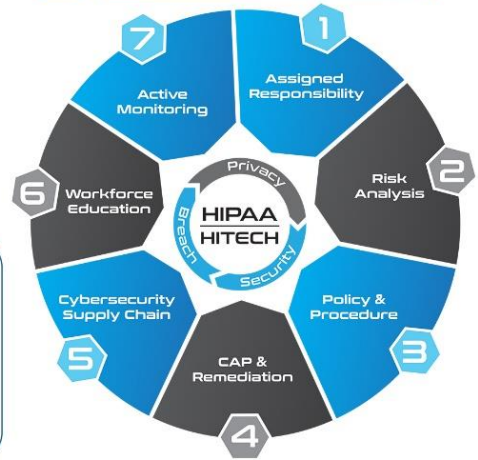 1
Assigned
Responsibility
2
Risk
Analysis
3
Policy &
Procedure
4
CAP &
Remediation
5
Cybersecurity
Supply Chain
6
Workforce
Education
7
Active
Monitoring
Privacy
Security
Breach
HIPAA
HITECH